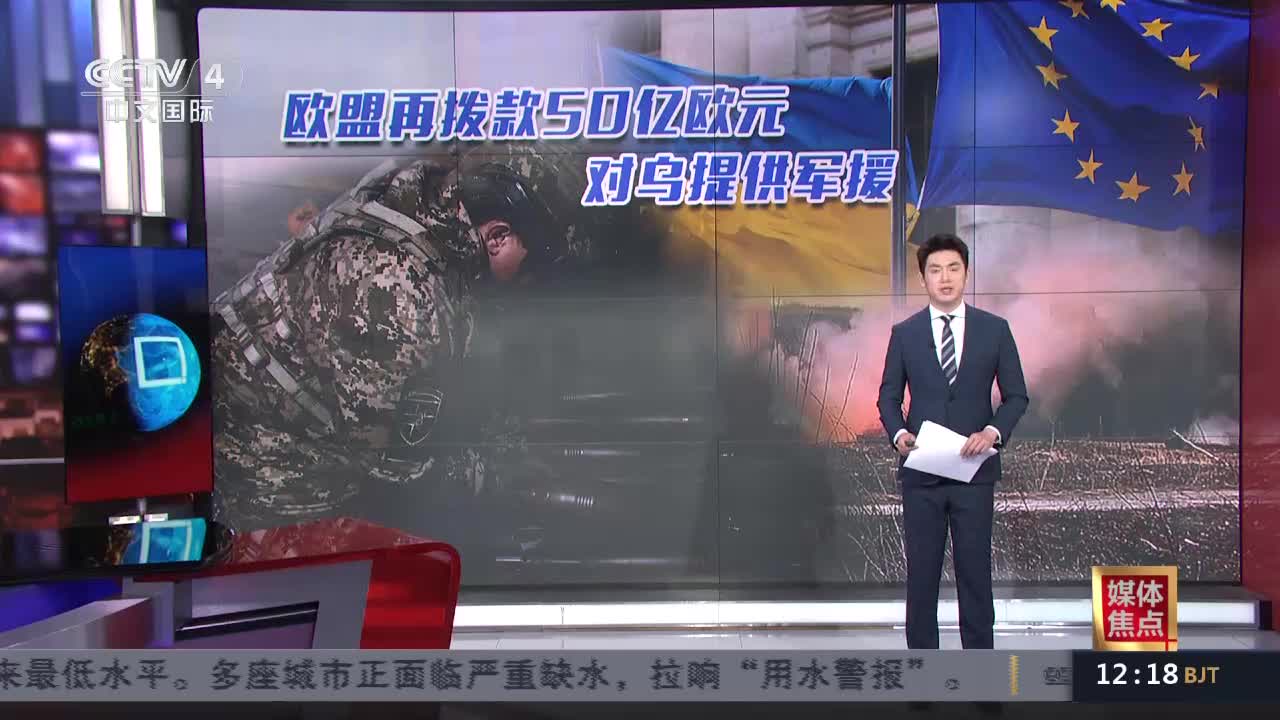 CCTV 4
中文国际
欧盟再拨款50亿欧元
对乌提供军援
媒体
焦点
来最低水平。多座城市正面临严重缺水，拉响“用水警报”。
12:18 BJT